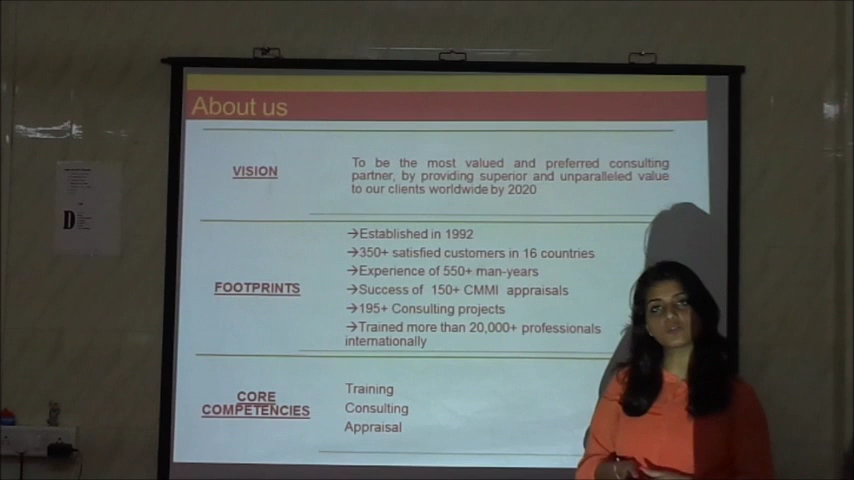 About us
VISION
To be the most valued and preferred consulting
partner, by providing superior and unparalleled value
to our clients worldwide by 2020
FOOTPRINTS
→Established in 1992
→350+ satisfied customers in 16 countries
→Experience of 550+ man-years
→Success of 150+ CMMI appraisals
→195+ Consulting projects
→Trained more than 20,000+ professionals
internationally
CORE
COMPETENCIES
Training
Consulting
Appraisal
D